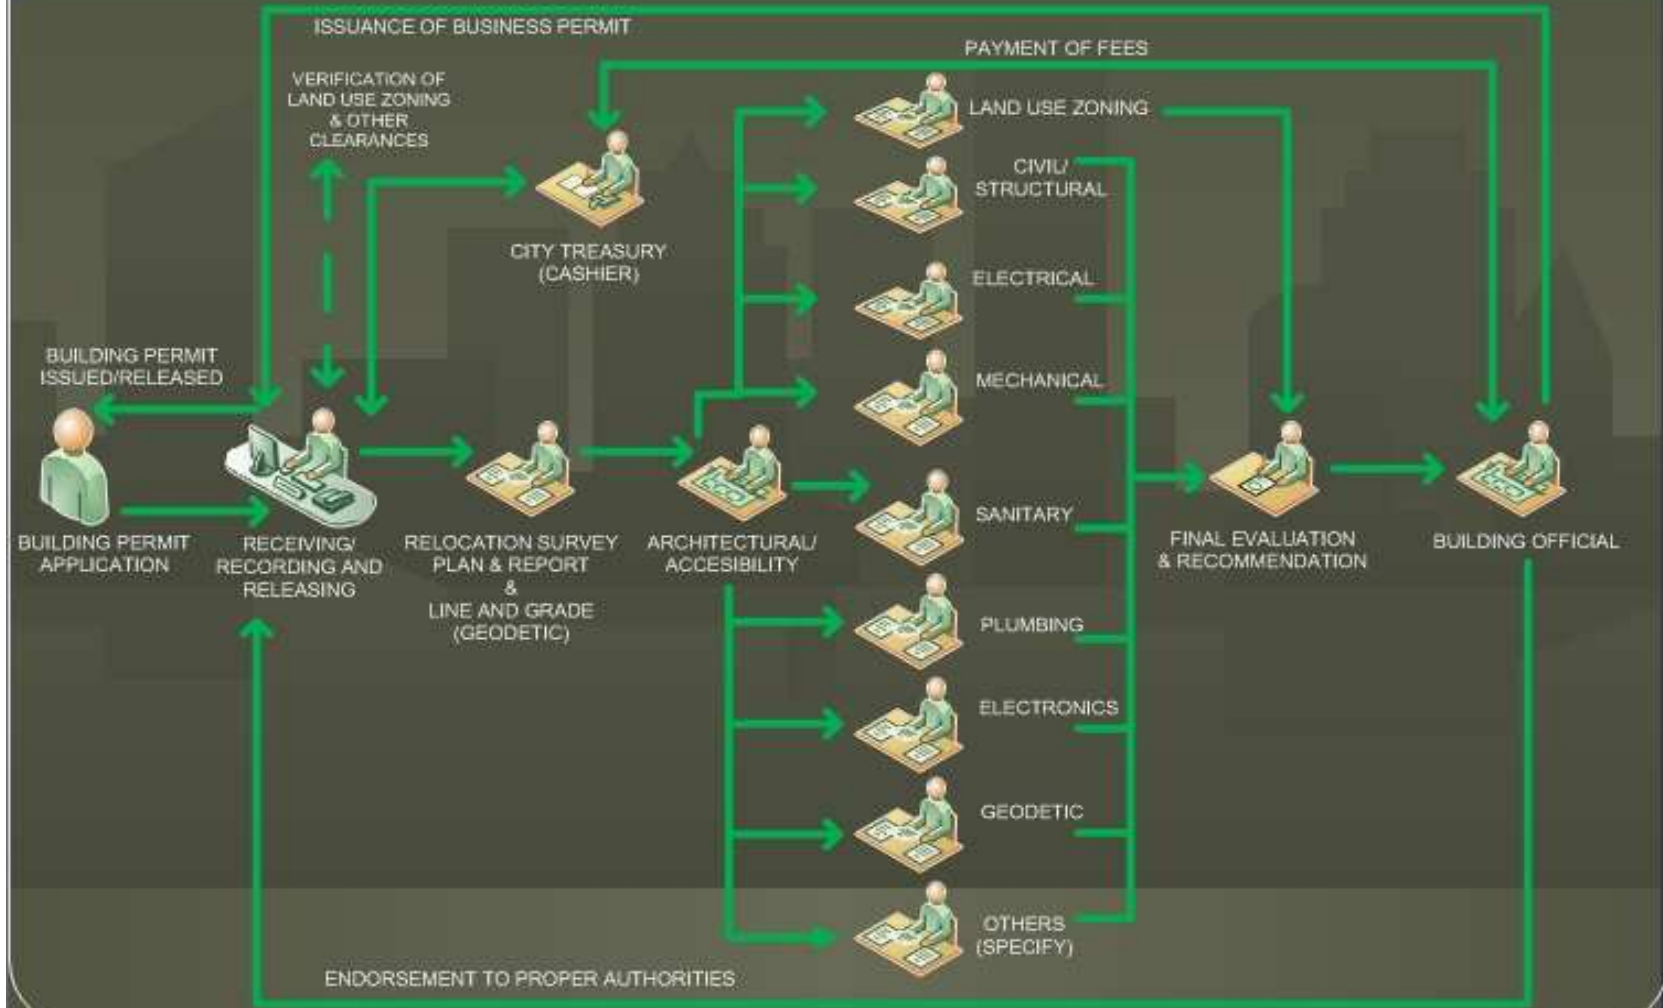 ISSUANCE OF BUSINESS PERMIT
PAYMENT OF FEES
VERIFICATION OF
LAND USE ZONING
& OTHER
CLEARANCES
LAND USE ZONING
CIVIL/
STRUCTURAL
CITY TREASURY
(CASHIER)
ELECTRICAL
BUILDING PERMIT
ISSUED/RELEASED
MECHANICAL
SANITARY
BUILDING PERMIT
APPLICATION
RECEIVING/
RECORDING AND
RELEASING
RELOCATION SURVEY
PLAN & REPORT
&
LINE AND GRADE
(GEODETIC)
ARCHITECTURAL/
ACCESIBILITY
FINAL EVALUATION
& RECOMMENDATION
BUILDING OFFICIAL
PLUMBING
ELECTRONICS
GEODETIC
OTHERS
(SPECIFY)
ENDORSEMENT TO PROPER AUTHORITIES